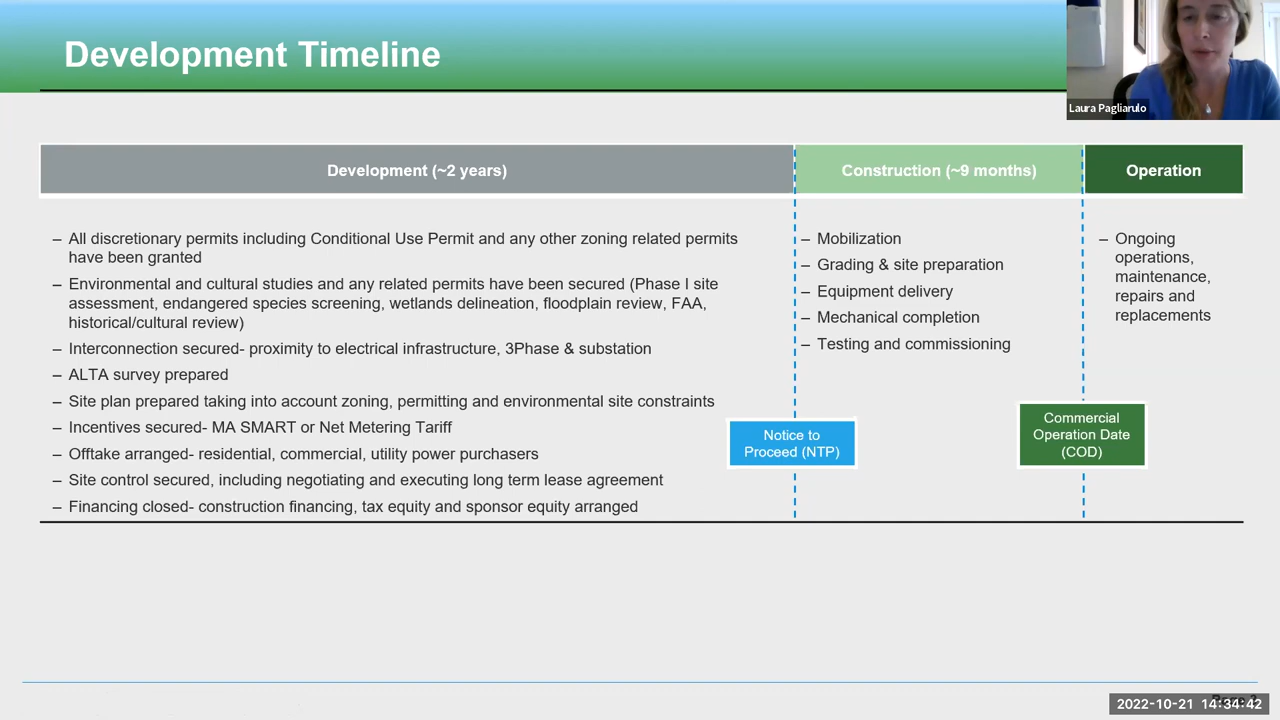 Development Timeline
Laura Pagliarulo
Development (~2 years)
Construction (~9 months)
Operation
– All discretionary permits including Conditional Use Permit and any other zoning related permits
have been granted
– Environmental and cultural studies and any related permits have been secured (Phase I site
assessment, endangered species screening, wetlands delineation, floodplain review, FAA,
historical/cultural review)
– Interconnection secured- proximity to electrical infrastructure, 3Phase & substation
– ALTA survey prepared
– Site plan prepared taking into account zoning, permitting and environmental site constraints
– Incentives secured- MA SMART or Net Metering Tariff
– Offtake arranged- residential, commercial, utility power purchasers
– Site control secured, including negotiating and executing long term lease agreement
– Financing closed- construction financing, tax equity and sponsor equity arranged
– Mobilization
– Grading & site preparation
– Equipment delivery
– Mechanical completion
– Testing and commissioning
– Ongoing
operations,
maintenance,
repairs and
replacements
Notice to
Proceed (NTP)
Commercial
Operation Date
(COD)
2022-10-21 14:34:42